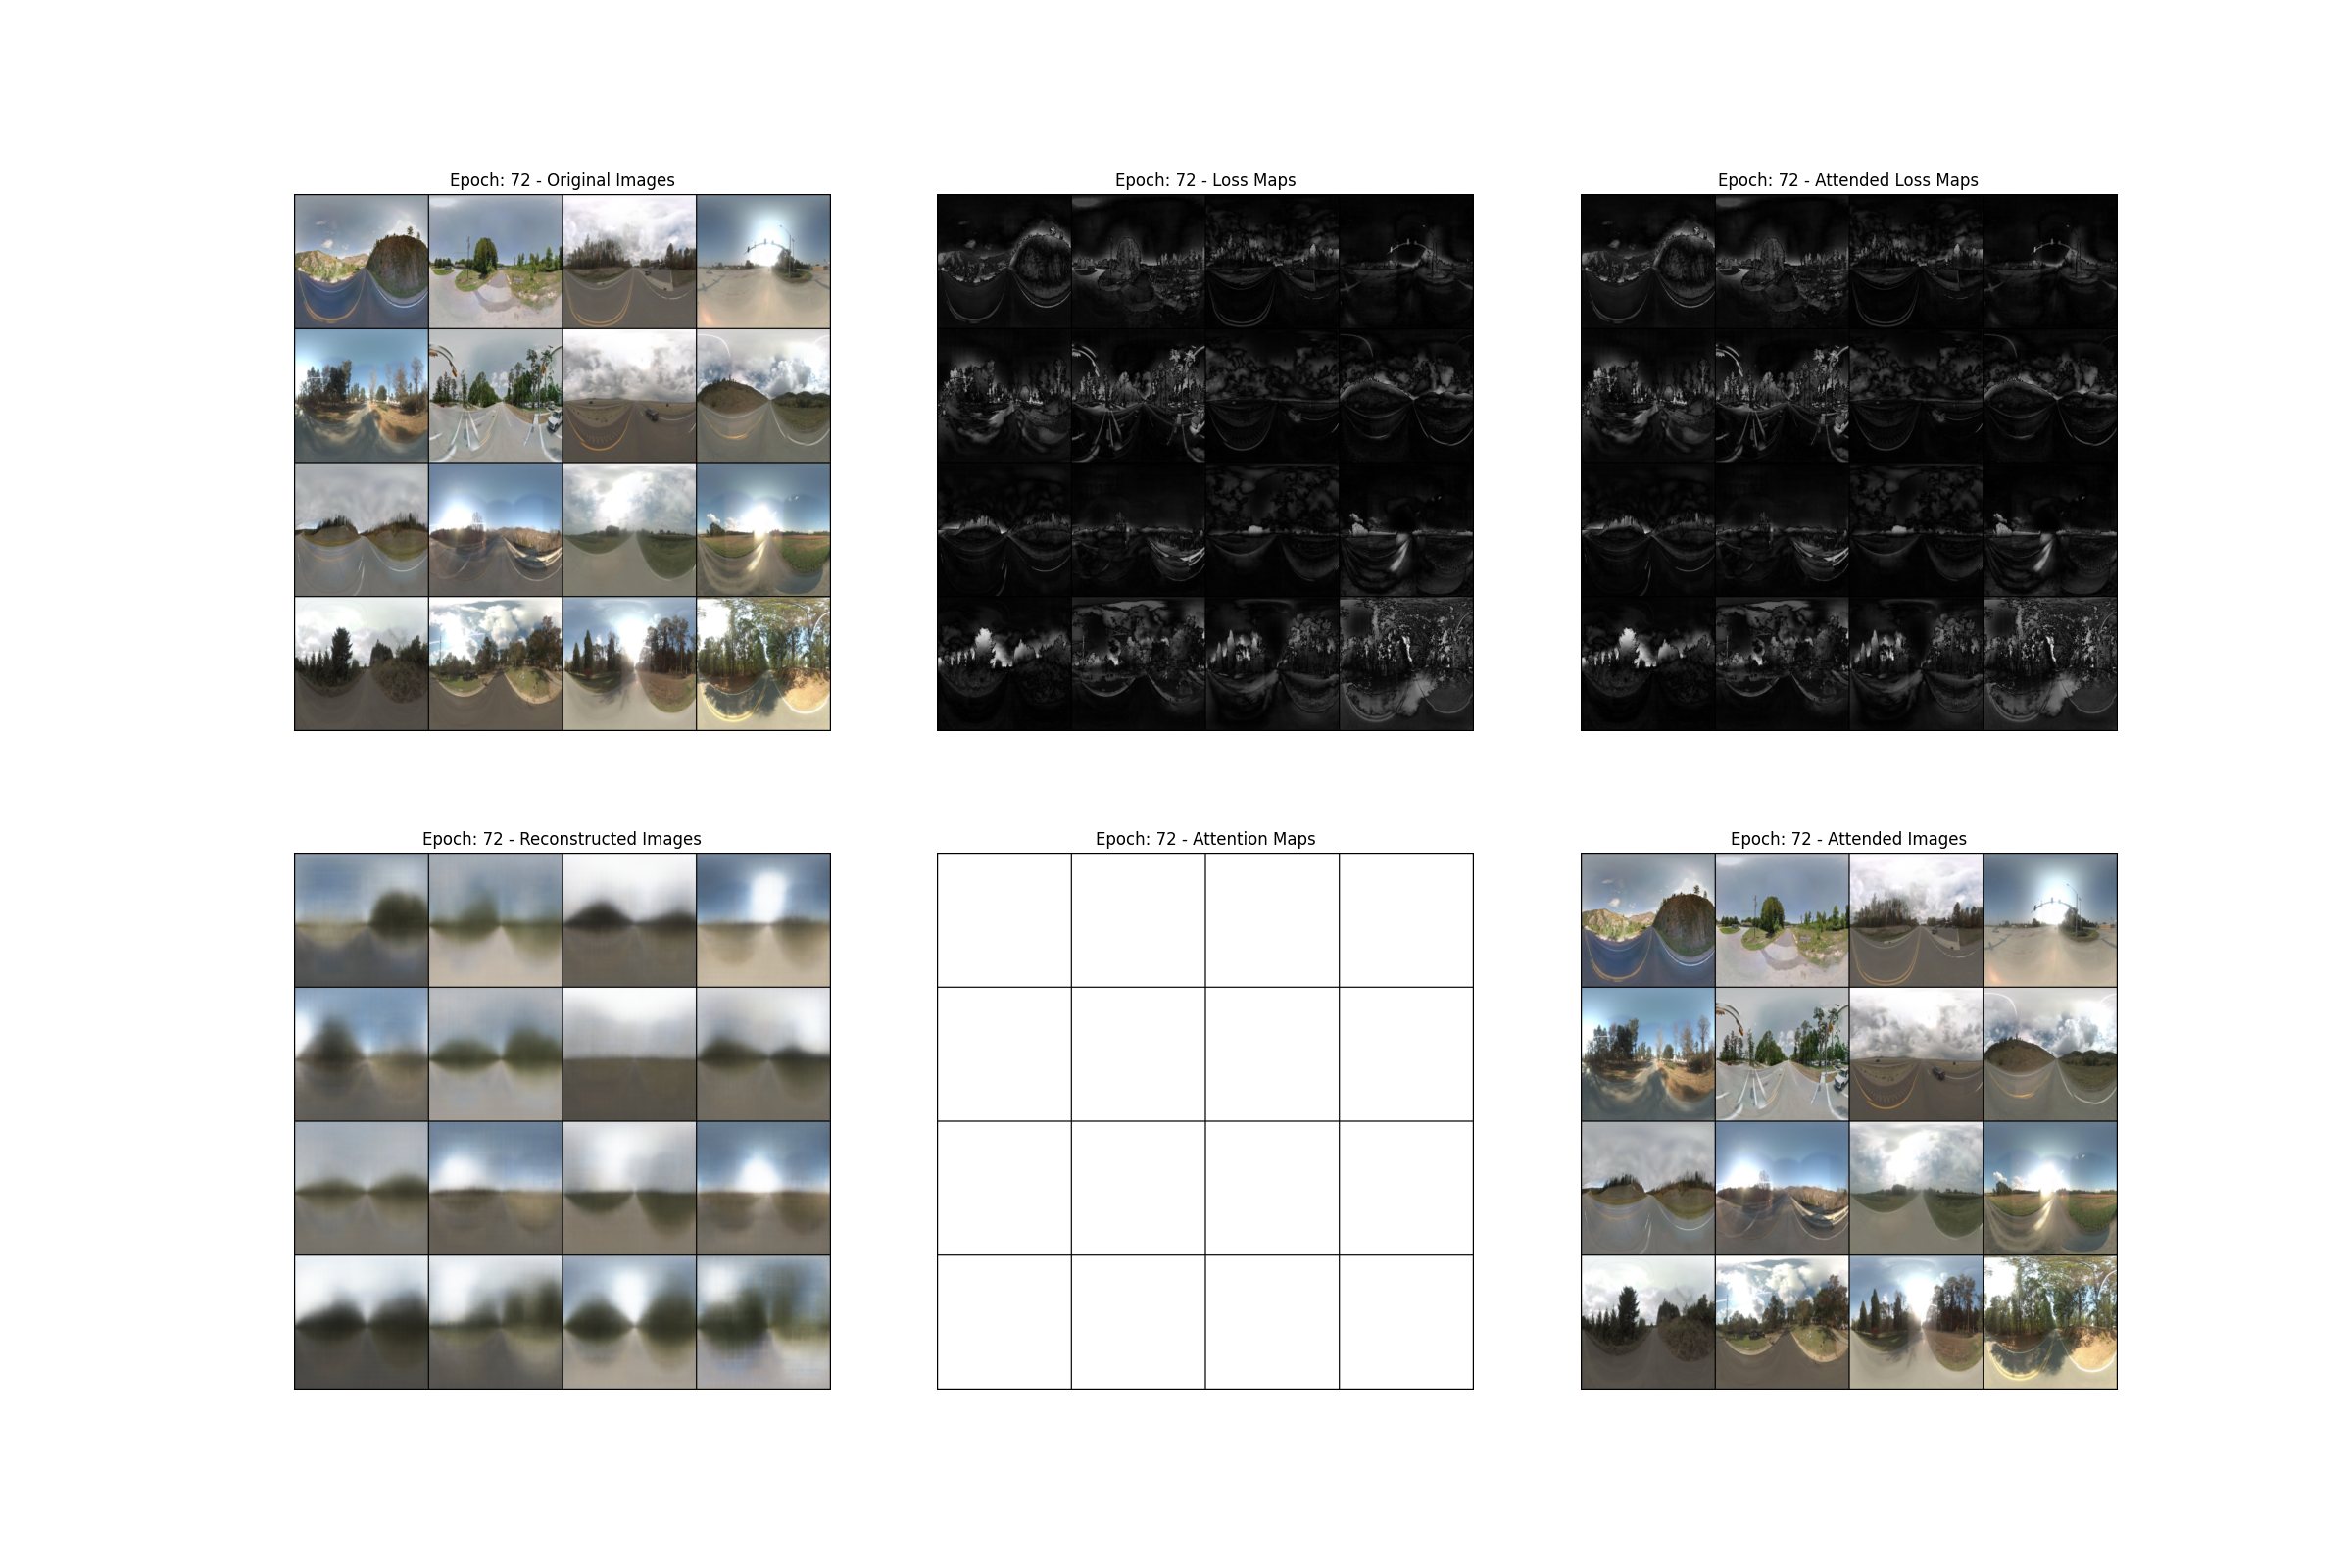 Epoch: 72 - Original Images
Epoch: 72 - Loss Maps
Epoch: 72 - Attended Loss Maps
Epoch: 72 - Reconstructed Images
Epoch: 72 - Attention Maps
Epoch: 72 - Attended Images